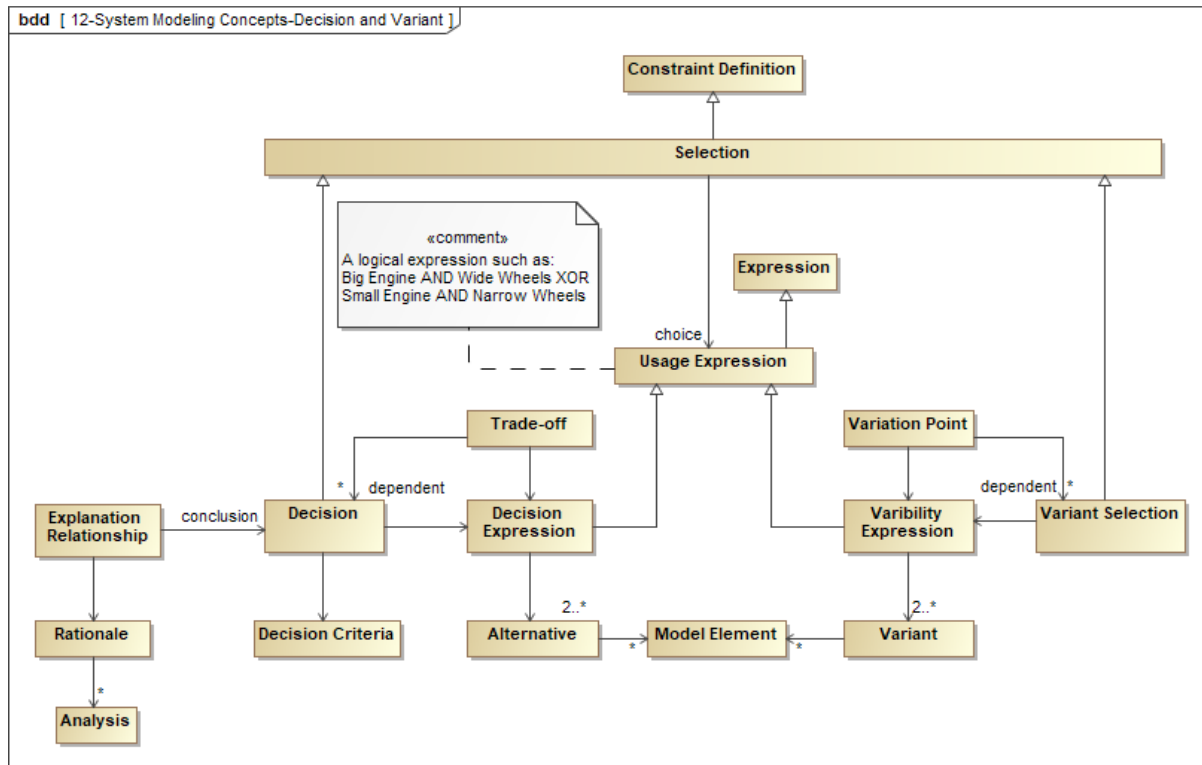 bdd [ 12-System Modeling Concepts-Decision and Variant ]
Constraint Definition
Selection
«comment»
A logical expression such as:
Big Engine AND Wide Wheels XOR
Small Engine AND Narrow Wheels
Expression
choice
Usage Expression
Trade-off
Variation Point
* dependent
dependent *
Explanation
Relationship
conclusion
Decision
Decision
Expression
Varibility
Expression
Variant Selection
2..*
2..*
Rationale
Decision Criteria
Alternative
*
Model Element
*
Variant
*
Analysis